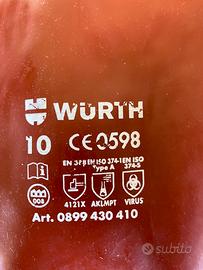 WÜRTH
10 CE 0598
EN 388 EN ISO 374-1 EN ISO
Type A 374-5
008 4121X AKLMPT VIRUS
Art. 0899 430 410
subito